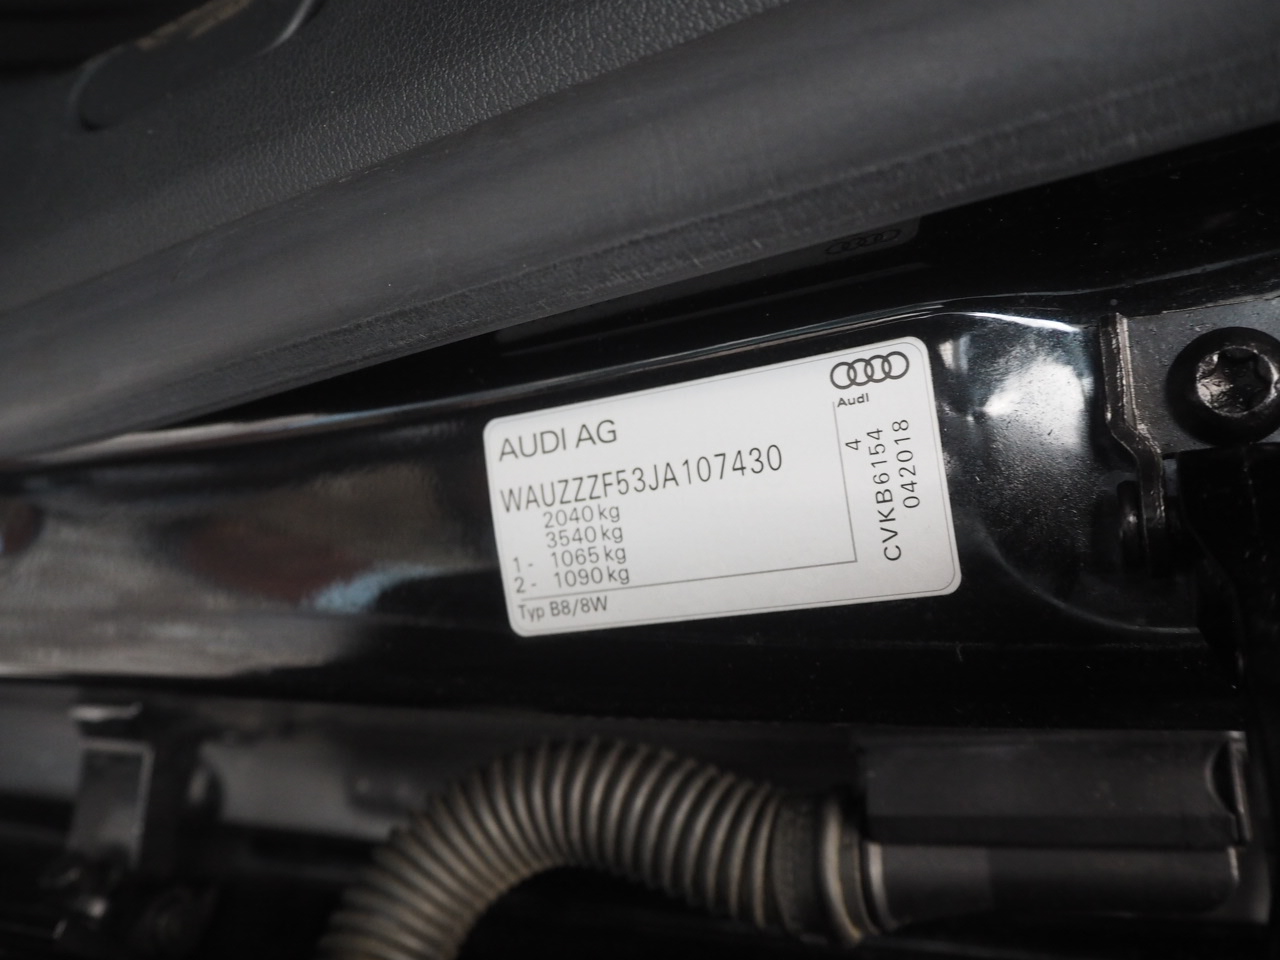 AUDI AG
WAUZZZF53JA107430
2040 kg
3540 kg
1 - 1065 kg
2 - 1090 kg
Typ B8/8W
Audi
4
CVKB6154
042018